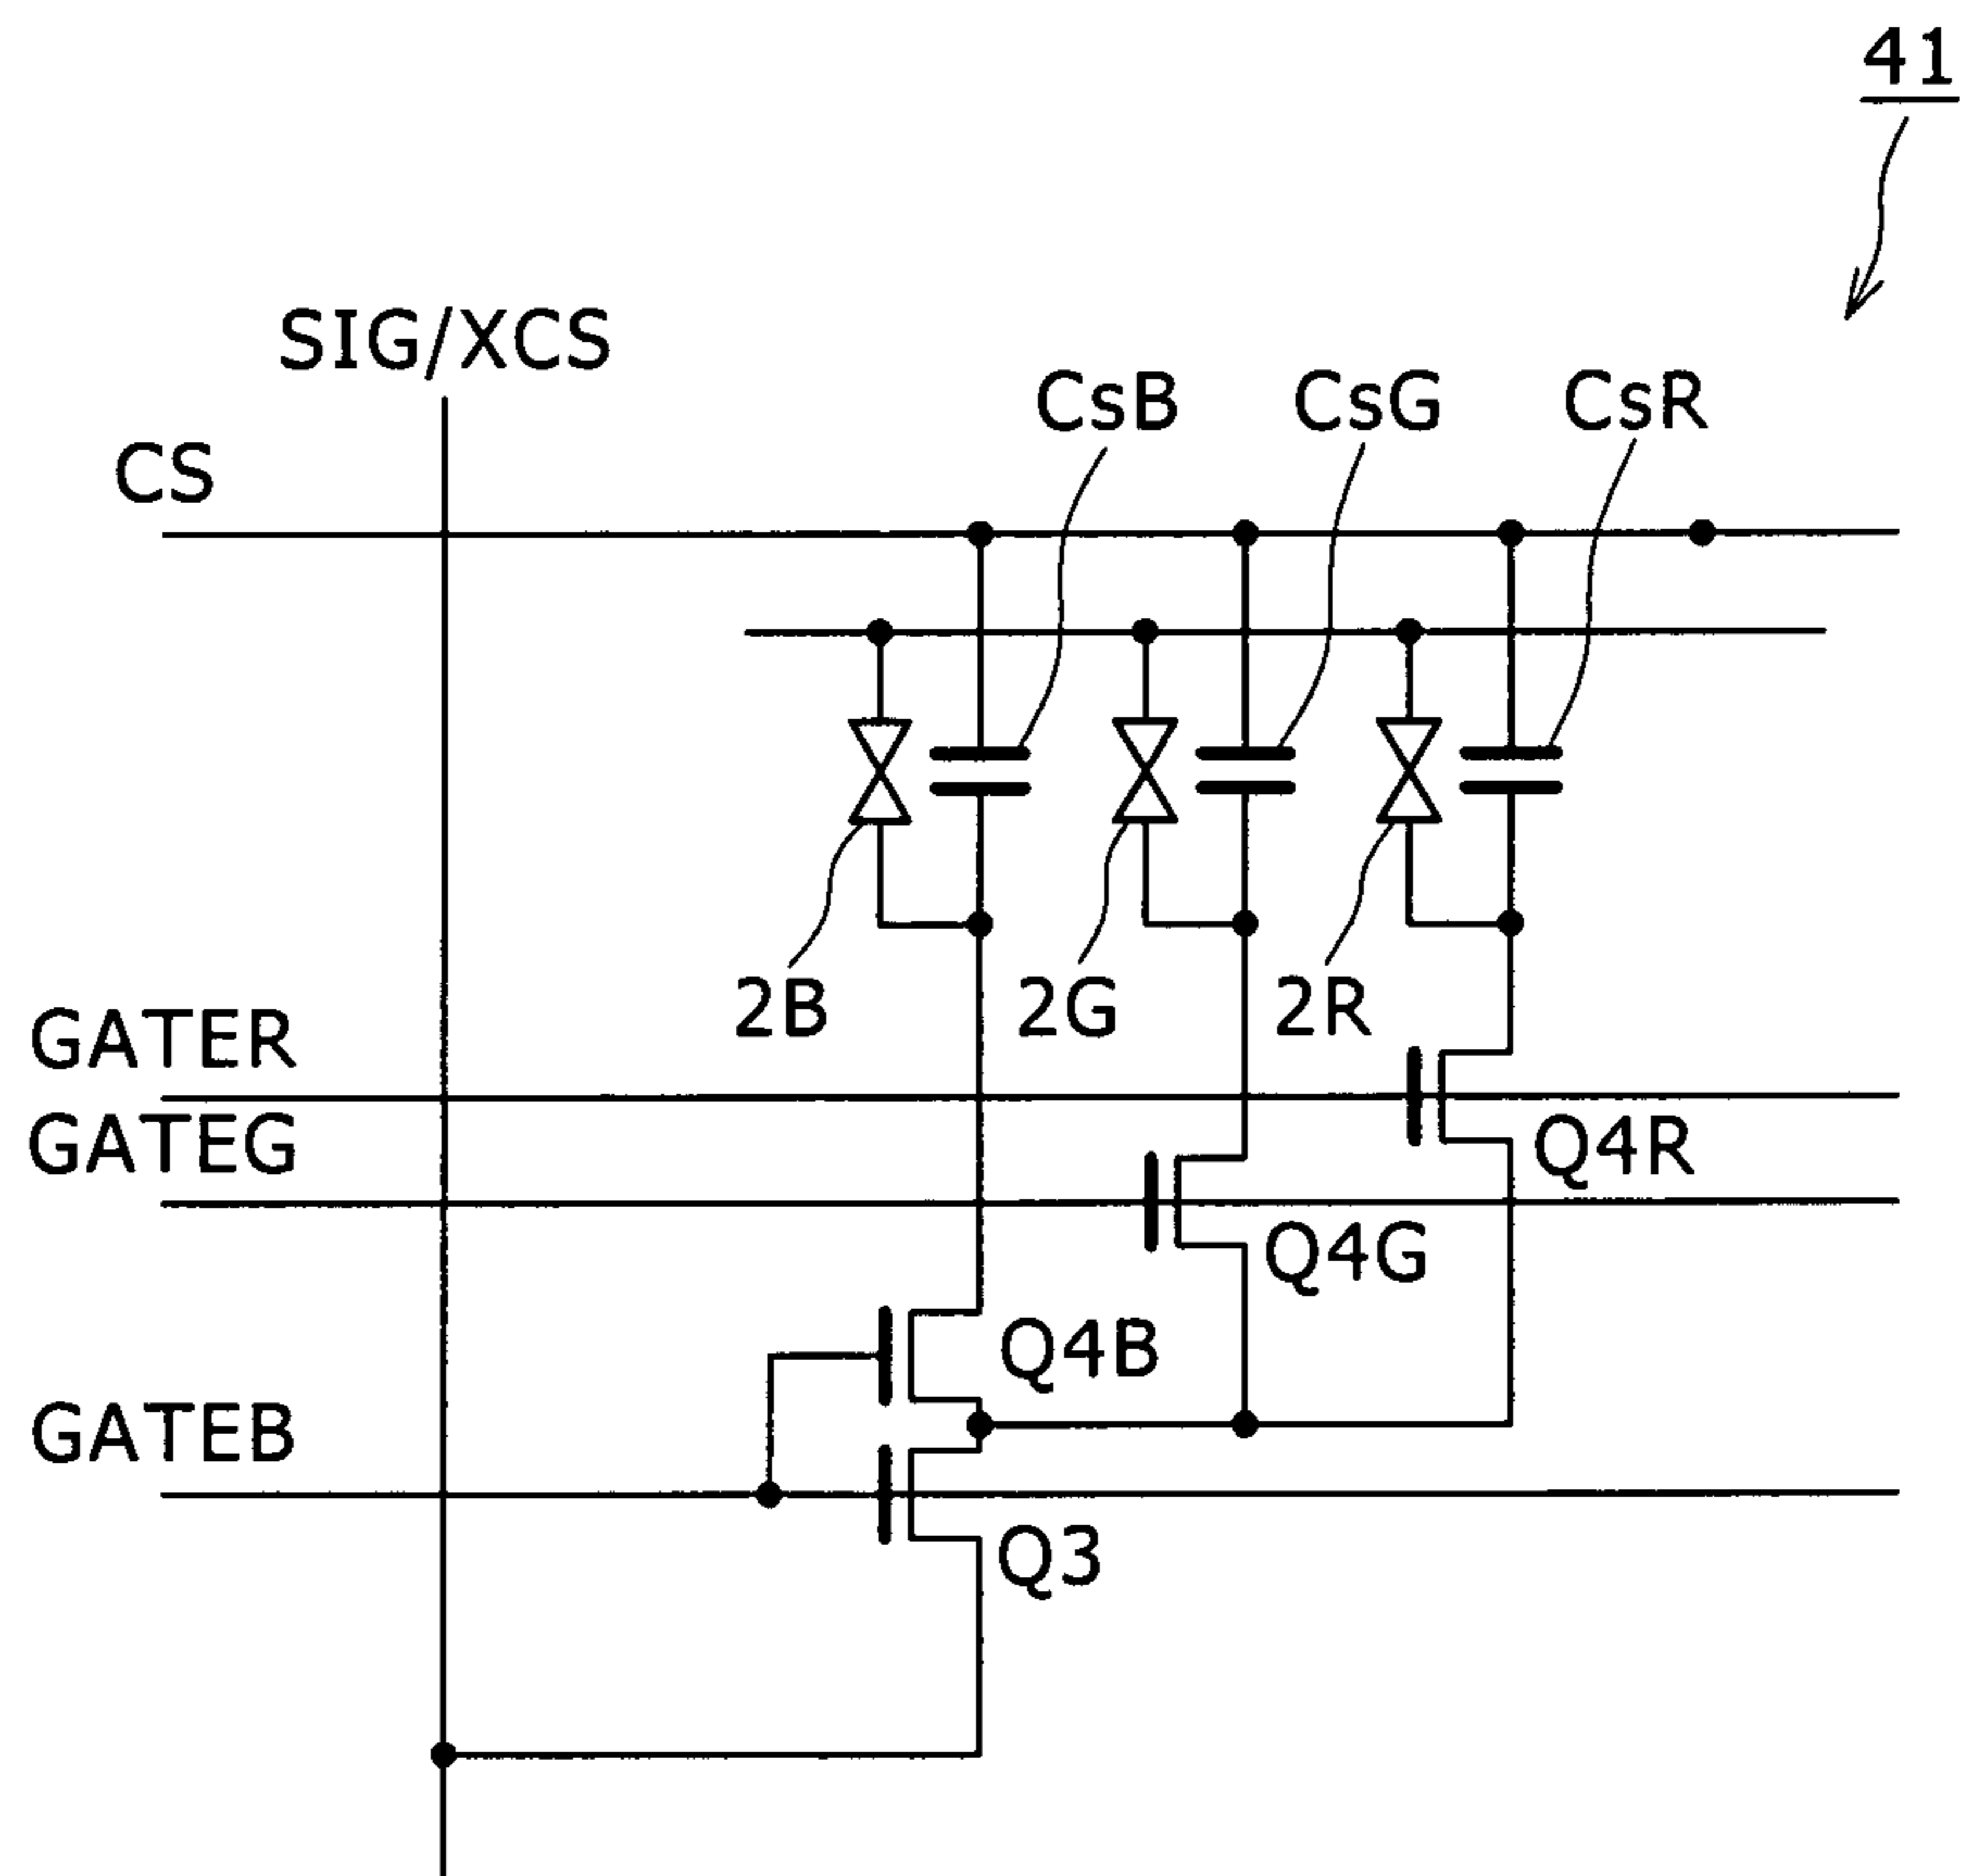 41
SIG/XCS
CsB CsG CsR
CS
2B 2G 2R
GATER
GATEG
Q4R
Q4G
Q4B
GATEB
Q3